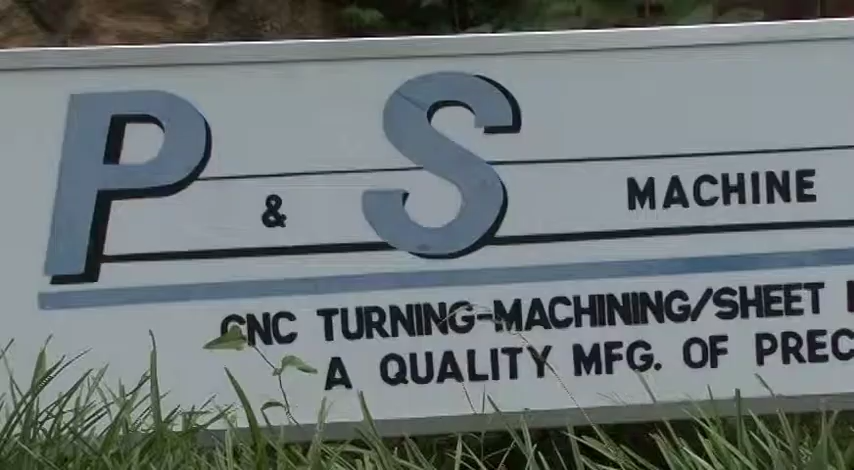 P & S MACHINE
CNC TURNING-MACHINING/SHEET
A QUALITY MFG. OF